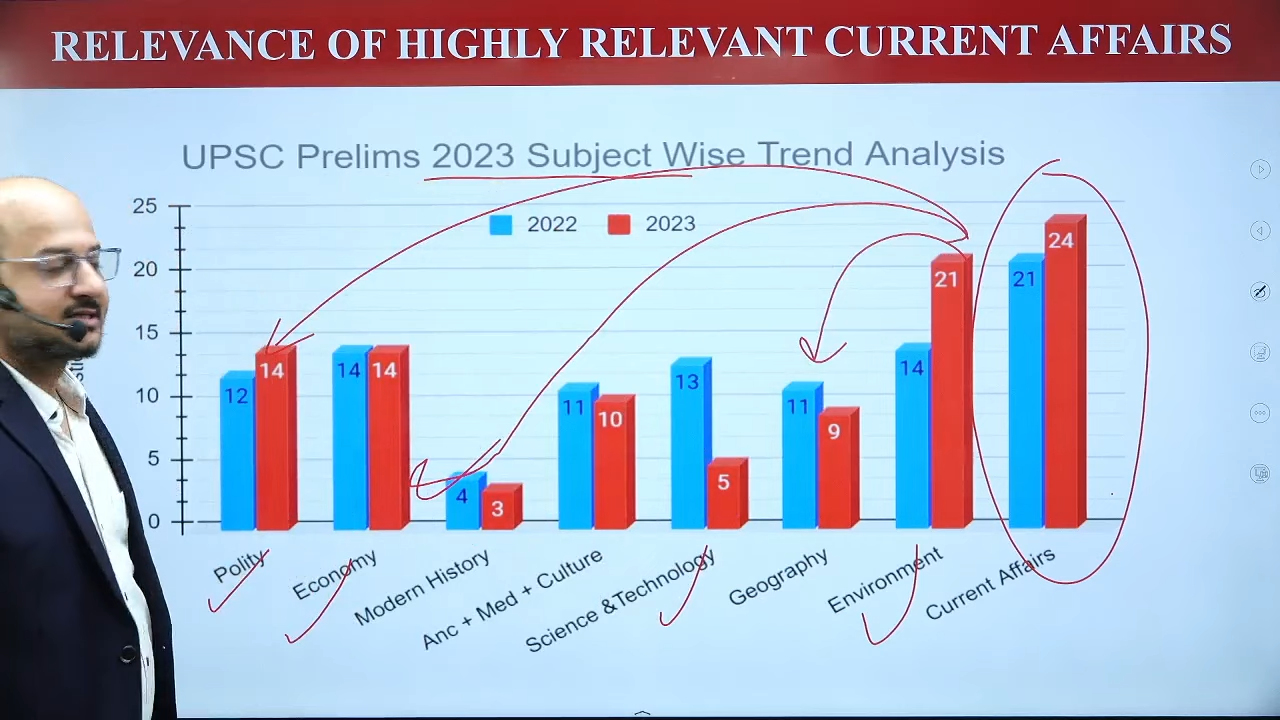 RELEVANCE OF HIGHLY RELEVANT CURRENT AFFAIRS
UPSC Prelims 2023 Subject Wise Trend Analysis
2022 2023
25
20
15
10
5
0
12 14
14 14
4 3
11 10
13 5
11 9
14 21
21 24
Polity
Economy
Modern History
Anc + Med + Culture
Science &Technology
Geography
Environment
Current Affairs